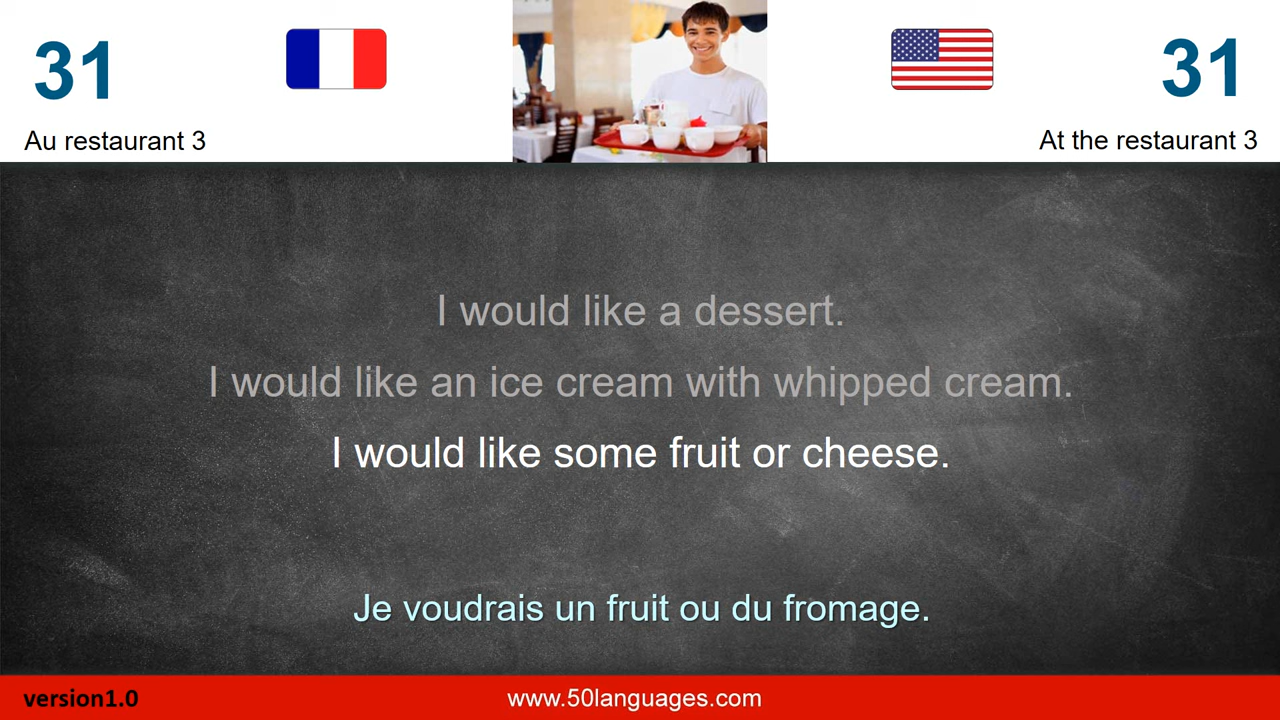 31
31
Au restaurant 3
At the restaurant 3
I would like a dessert.
I would like an ice cream with whipped cream.
I would like some fruit or cheese.
Je voudrais un fruit ou du fromage.
version1.0
www.50languages.com